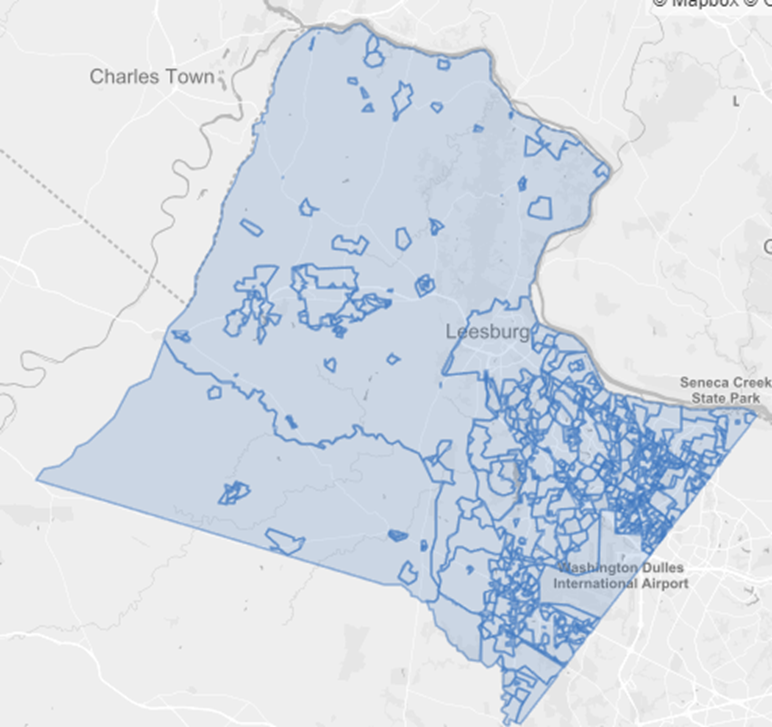 © Mapbox ©
Charles Town
L
Leesburg
Seneca Creek
State Park
Washington Dulles
International Airport